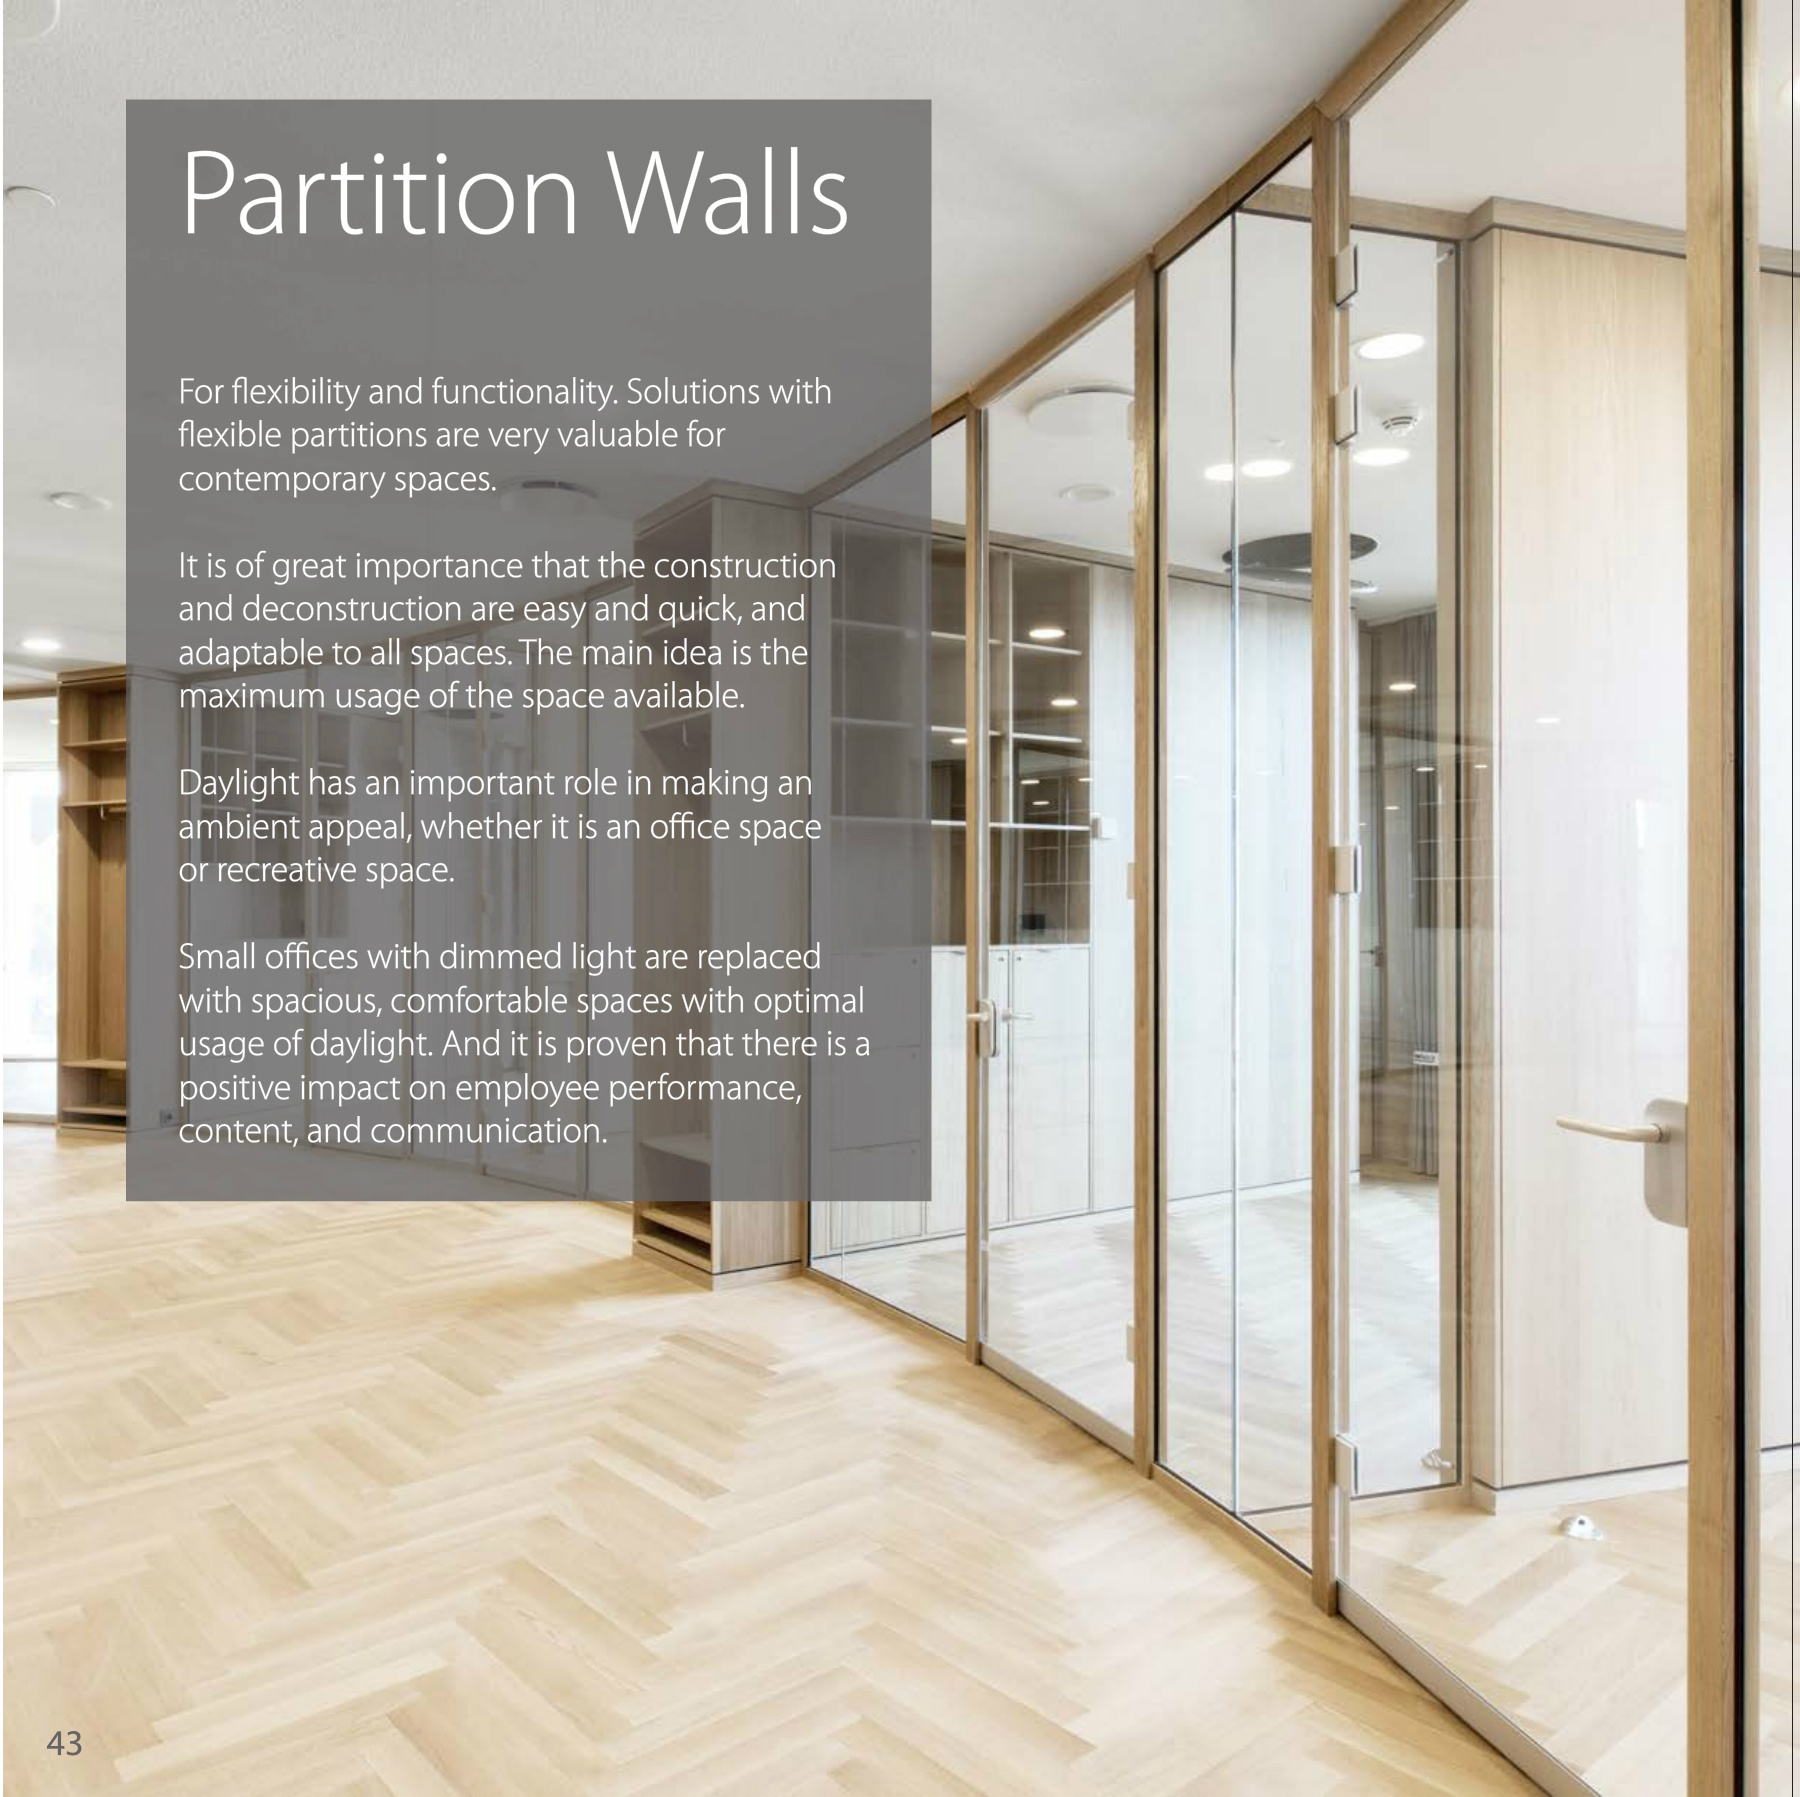 Partition Walls
For flexibility and functionality. Solutions with
flexible partitions are very valuable for
contemporary spaces.
It is of great importance that the construction
and deconstruction are easy and quick, and
adaptable to all spaces. The main idea is the
maximum usage of the space available.
Daylight has an important role in making an
ambient appeal, whether it is an office space
or recreative space.
Small offices with dimmed light are replaced
with spacious, comfortable spaces with optimal
usage of daylight. And it is proven that there is a
positive impact on employee performance,
content, and communication.
43